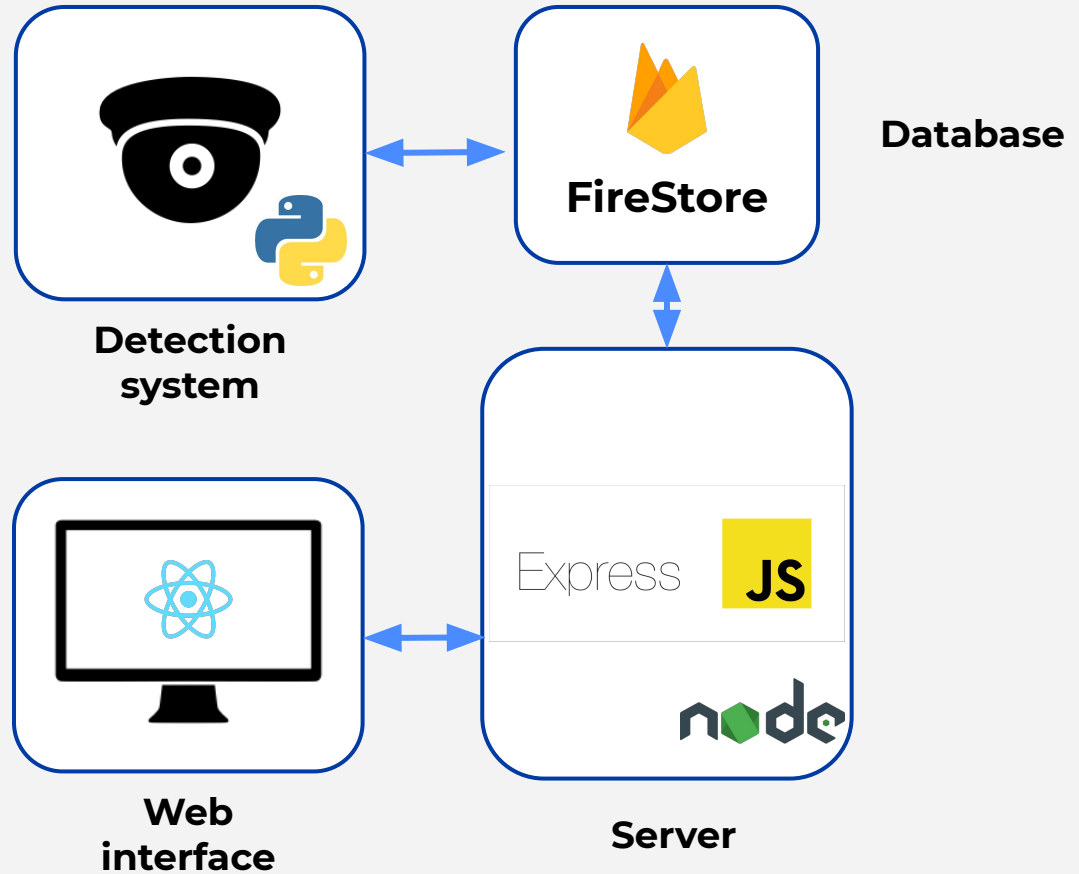 FireStore
Database
Detection
system
Express
JS
node
Web
interface
Server